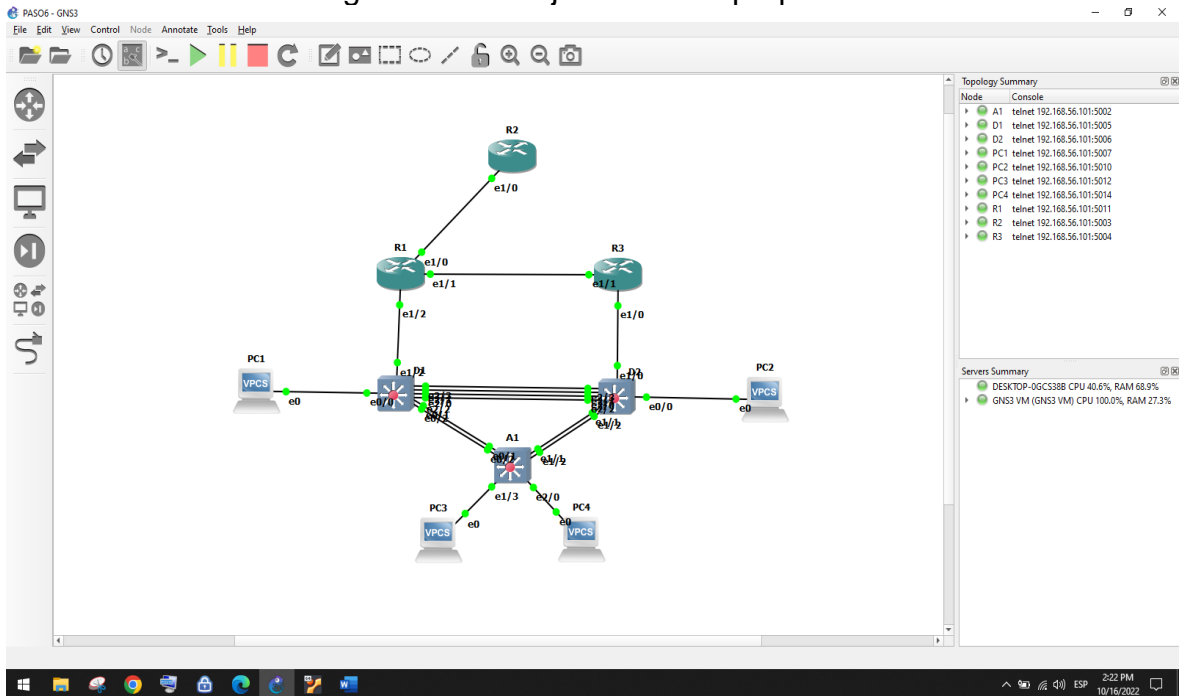 PASO6 - GNS3
File Edit View Control Node Annotate Tools Help
Topology Summary
Node Console
A1 telnet 192.168.56.101:5002
D1 telnet 192.168.56.101:5005
D2 telnet 192.168.56.101:5006
PC1 telnet 192.168.56.101:5007
PC2 telnet 192.168.56.101:5010
PC3 telnet 192.168.56.101:5012
PC4 telnet 192.168.56.101:5014
R1 telnet 192.168.56.101:5011
R2 telnet 192.168.56.101:5003
R3 telnet 192.168.56.101:5004
R2
e1/0
R1
R3
e1/0
e1/1
e1/1
e1/2
e1/0
PC1
D1
D2
PC2
VPCS
VPCS
e0
e0/0
e0/0
e0
A1
e1/3
e2/0
PC3
PC4
e0
e0
VPCS
VPCS
Servers Summary
DESKTOP-0GCS38B CPU 40.6%, RAM 68.9%
GNS3 VM (GNS3 VM) CPU 100.0%, RAM 27.3%
ESP
2:22 PM
10/16/2022